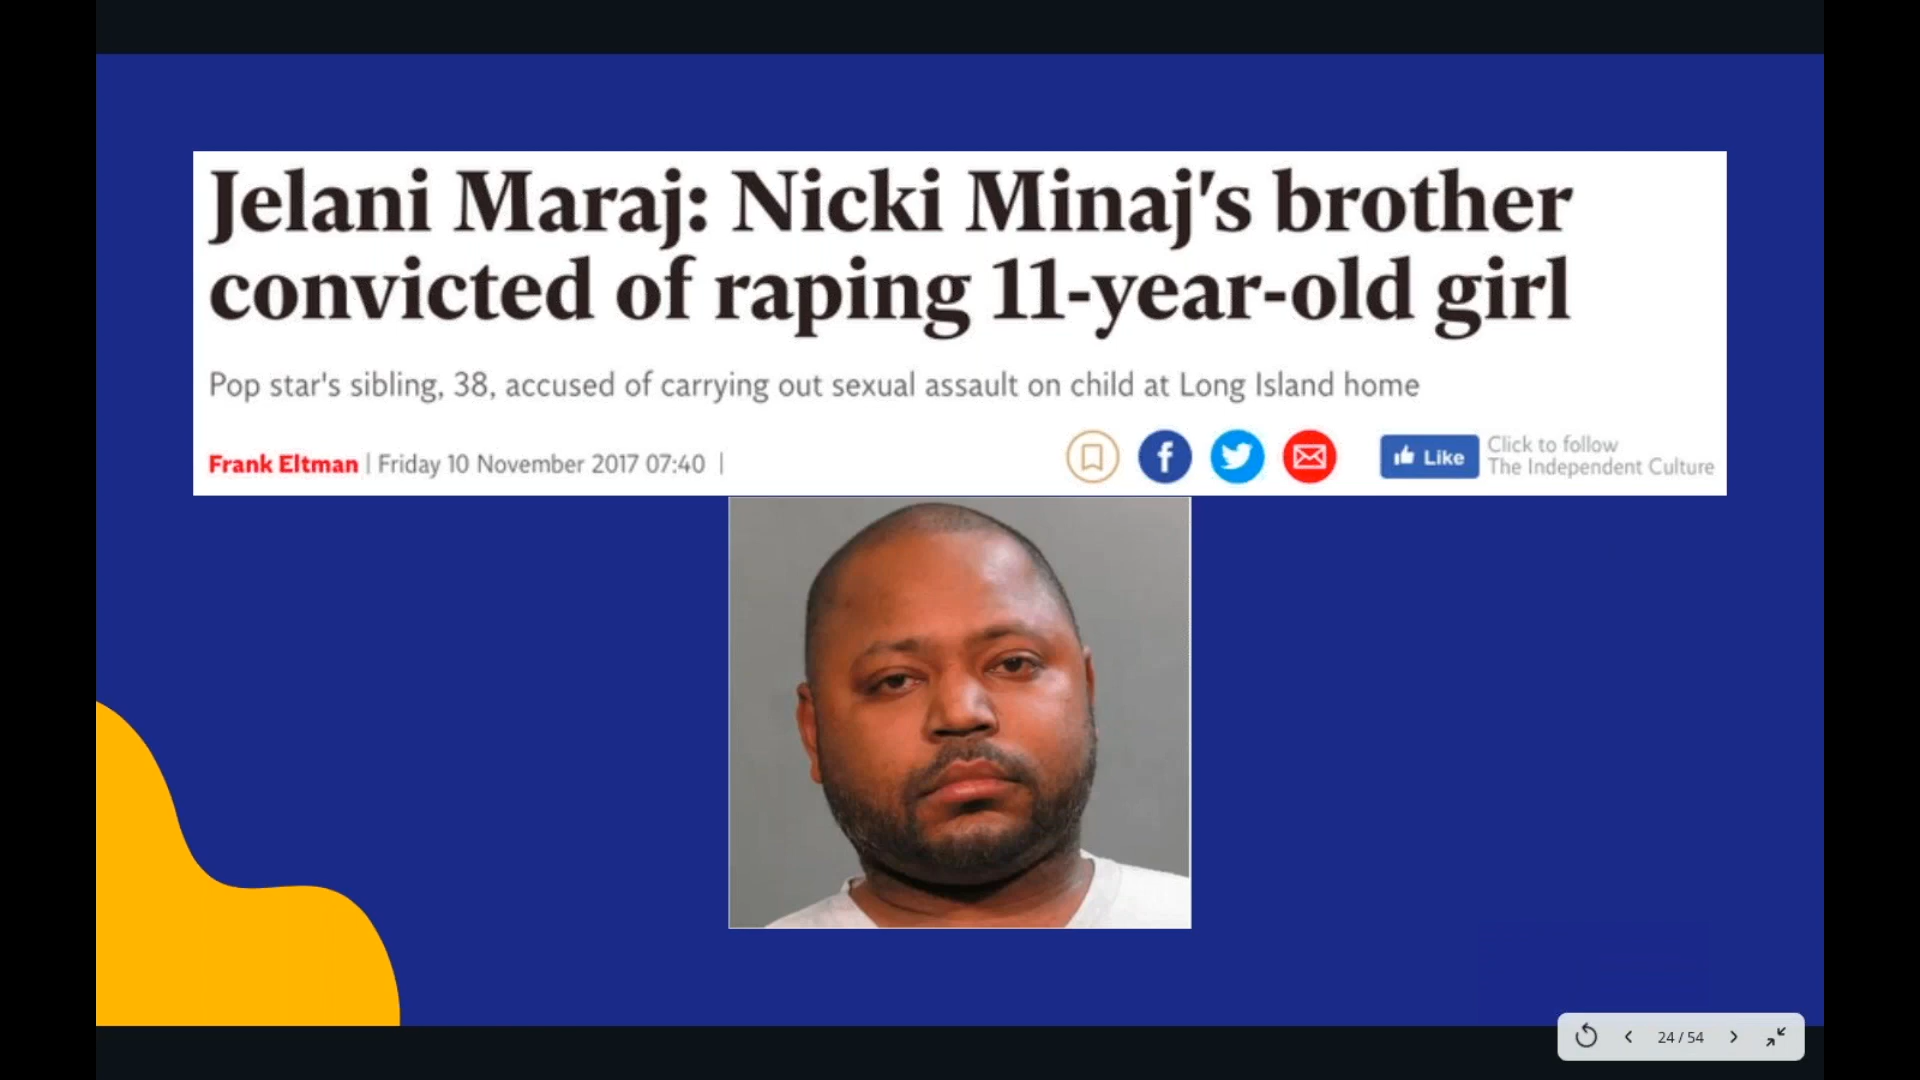 Jelani Maraj: Nicki Minaj's brother
convicted of raping 11-year-old girl
Pop star's sibling, 38, accused of carrying out sexual assault on child at Long Island home
Frank Eltman | Friday 10 November 2017 07:40 |
Like
Click to follow
The Independent Culture
24 / 54